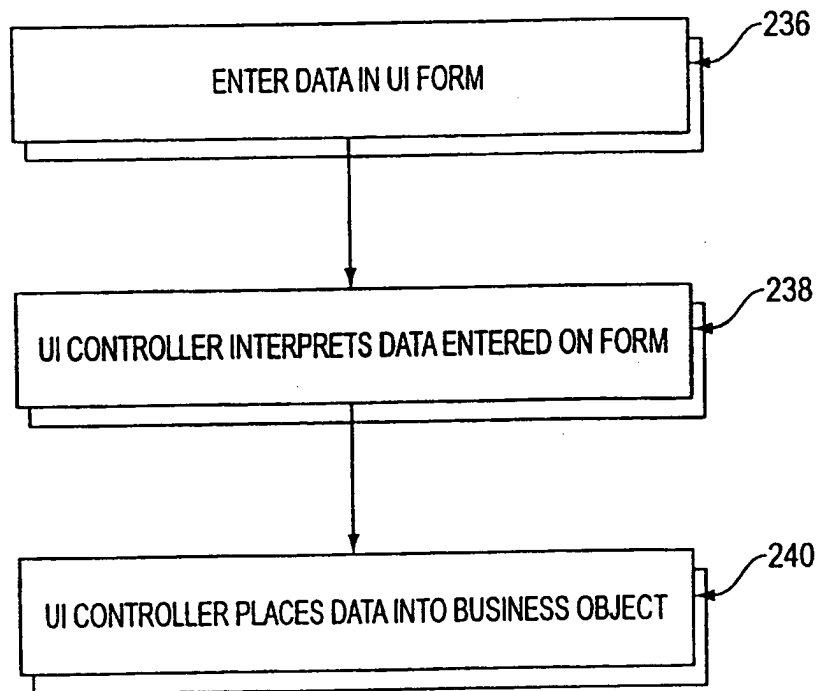 236
ENTER DATA IN UI FORM
238
UI CONTROLLER INTERPRETS DATA ENTERED ON FORM
240
UI CONTROLLER PLACES DATA INTO BUSINESS OBJECT